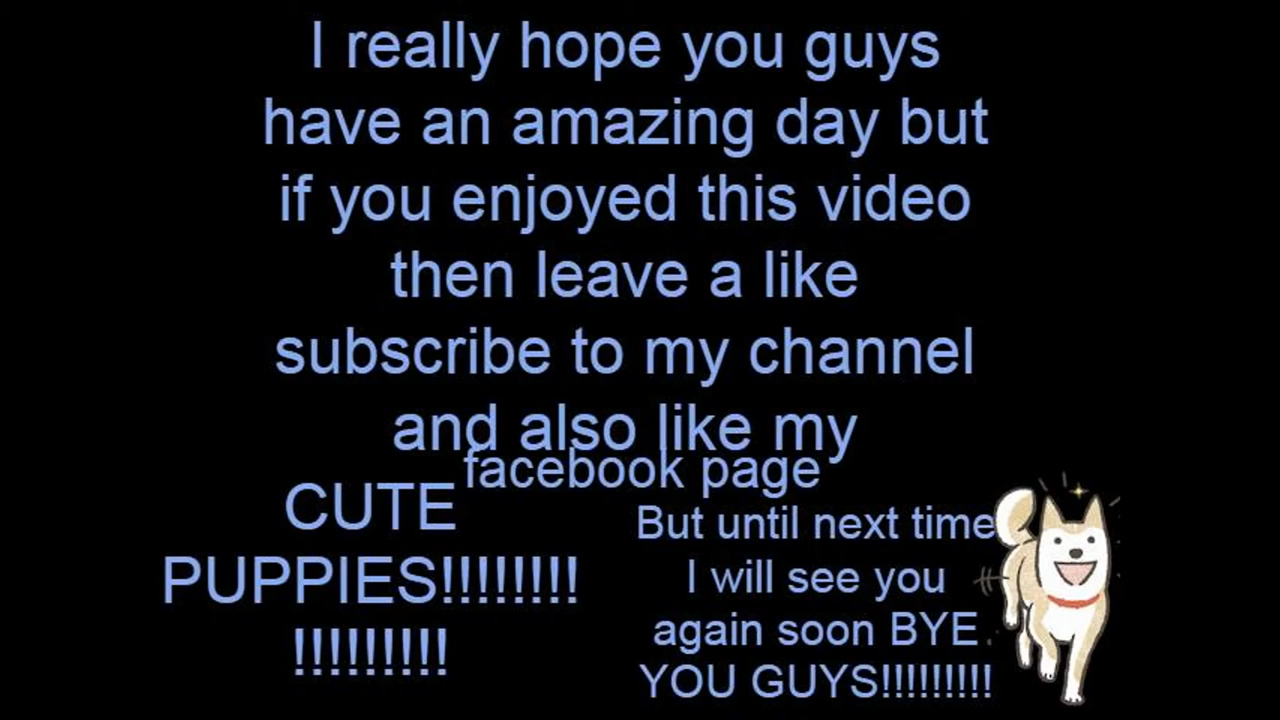 I really hope you guys
have an amazing day but
if you enjoyed this video
then leave a like
subscribe to my channel
and also like my
facebook page
CUTE
PUPPIES!!!!!!!!
!!!!!!!!!
But until next time
I will see you
again soon BYE
YOU GUYS!!!!!!!!!